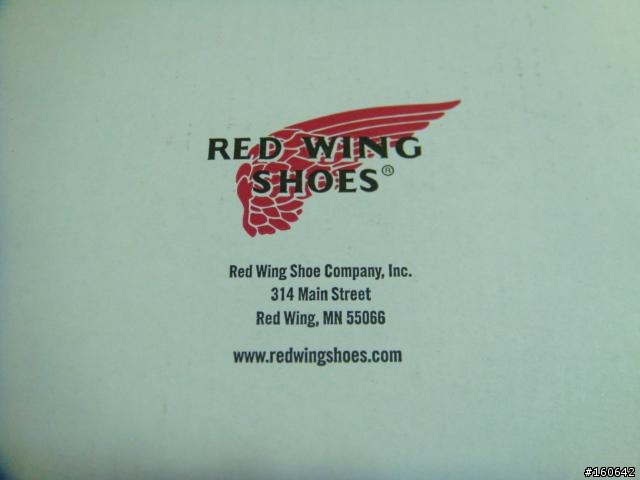 RED WING
SHOES®
Red Wing Shoe Company, Inc.
314 Main Street
Red Wing, MN 55066
www.redwingshoes.com
#160642